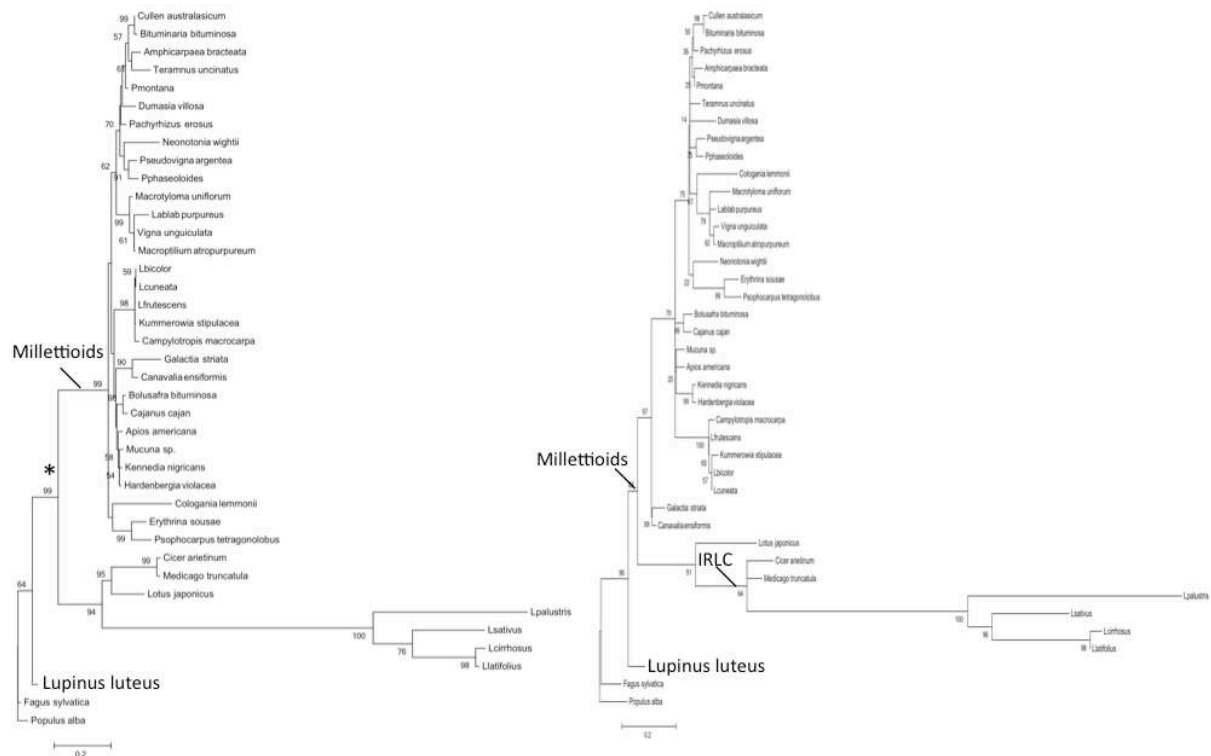 99
Cullen australasicum
57
Bituminaria bituminosa
Amphicarpaea bracteata
Teramnus uncinatus
Pmontana
Dumasia villosa
70
Pachyrhizus erosus
Neonotonia wightii
62
Pseudovigna argentea
91
Pphaseoloides
Macrotyloma uniflorum
Lablab purpureus
99
Vigna unguiculata
61
Macroptilium atropurpureum
59
Lbicolor
Lcuneata
98
Lfrutescens
Kummerowia stipulacea
Campylotropis macrocarpa
Millettioids
90
Galactia striata
99
Canavalia ensiformis
Bolusafra bituminosa
Cajanus cajan
Apios americana
Mucuna sp.
Kennedia nigricans
54
Hardenbergia violacea
*
99
Cologania lemmonii
Erythrina sousae
99
Psophocarpus tetragonolobus
99
Cicer arietinum
95
Medicago truncatula
Lotus japonicus
94
Lpalustris
100
Lsativus
76
Lcirrhosus
98
Llatifolius
64
Lupinus luteus
Fagus sylvatica
Populus alba
0.2
98
Cullen australasicum
Bituminaria bituminosa
Pachyrhizus erosus
Amphicarpaea bracteata
Pmontana
Teramnus uncinatus
14
Dumasia villosa
Pseudovigna argentea
Pphaseoloides
Cologania lemmonii
Macrotyloma uniflorum
Lablab purpureus
Vigna unguiculata
Macroptilium atropurpureum
Neonotonia wightii
Erythrina sousae
Psophocarpus tetragonolobus
Bolusafra bituminosa
Cajanus cajan
Mucuna sp.
Apios americana
Kennedia nigricans
Hardenbergia violacea
Campylotropis macrocarpa
Lfrutescens
100
Kummerowia stipulacea
Lbicolor
Lcuneata
Millettioids
Galactia striata
Canavalia ensiformis
Lotus japonicus
IRLC
Cicer arietinum
Medicago truncatula
Lpalustris
100
Lsativus
Lcirrhosus
Llatifolius
Lupinus luteus
Fagus sylvatica
Populus alba
0.2